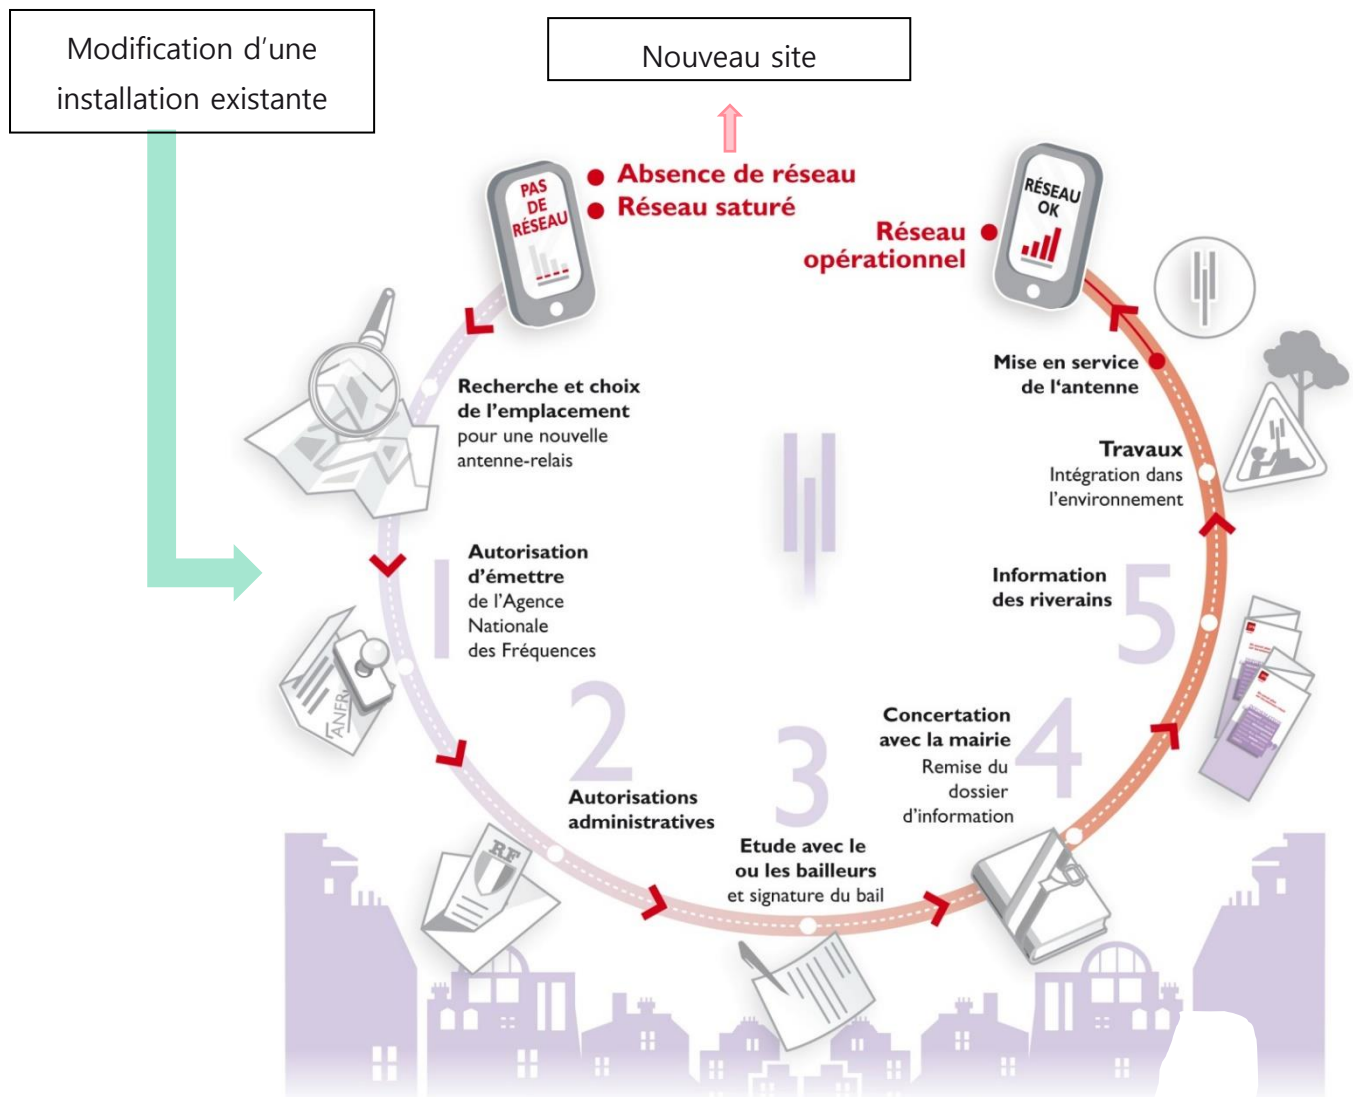 Modification d’une
installation existante
Nouveau site
PAS
DE
RÉSEAU
Absence de réseau
Réseau saturé
Réseau
opérationnel
RÉSEAU
OK
Recherche et choix
de l’emplacement
pour une nouvelle
antenne-relais
1
Autorisation
d’émettre
de l’Agence
Nationale
des Fréquences
ANFR
2
Autorisations
administratives
RF
3
Etude avec le
ou les bailleurs
et signature du bail
4
Concertation
avec la mairie
Remise du
dossier
d’information
5
Information
des riverains
Travaux
Intégration dans
l’environnement
Mise en service
de l‘antenne